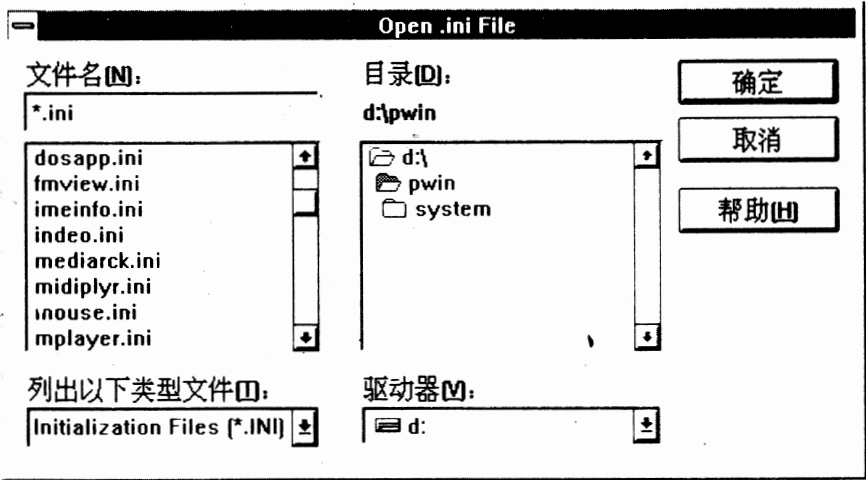 Open .ini File
文件名(N):
*.ini
dosapp.ini
fmview.ini
imeinfo.ini
indeo.ini
mediarck.ini
midiplyr.ini
mouse.ini
mplayer.ini
列出以下类型文件(T):
Initialization Files (*.INI)
目录(D):
d:\pwin
d:\
pwin
system
驱动器(V):
d:
确定
取消
帮助(H)